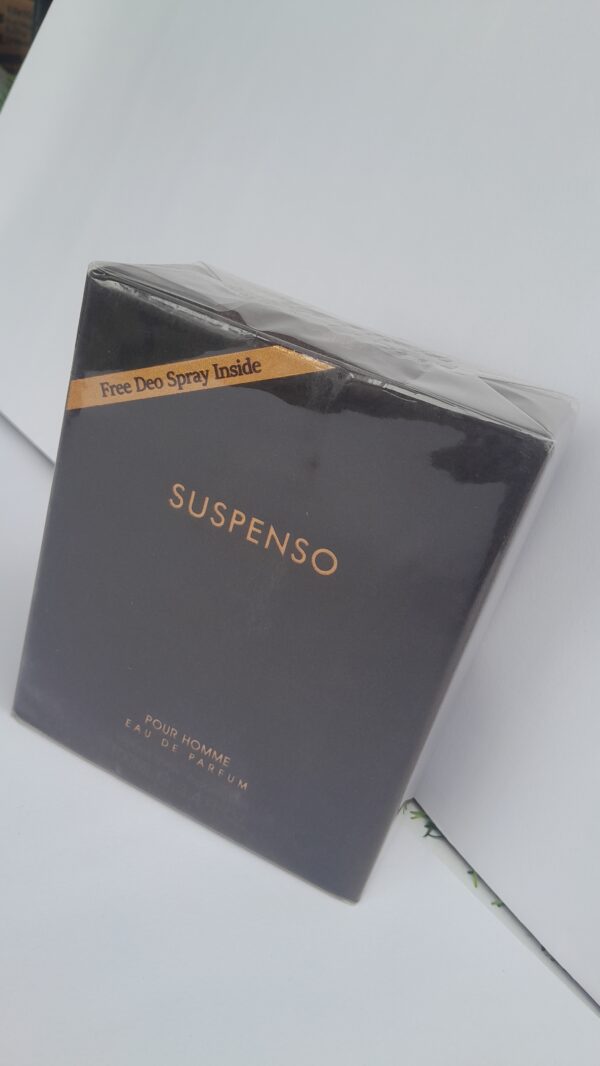 Free Deo Spray Inside
SUSPENSO
POUR HOMME
EAU DE PARFUM